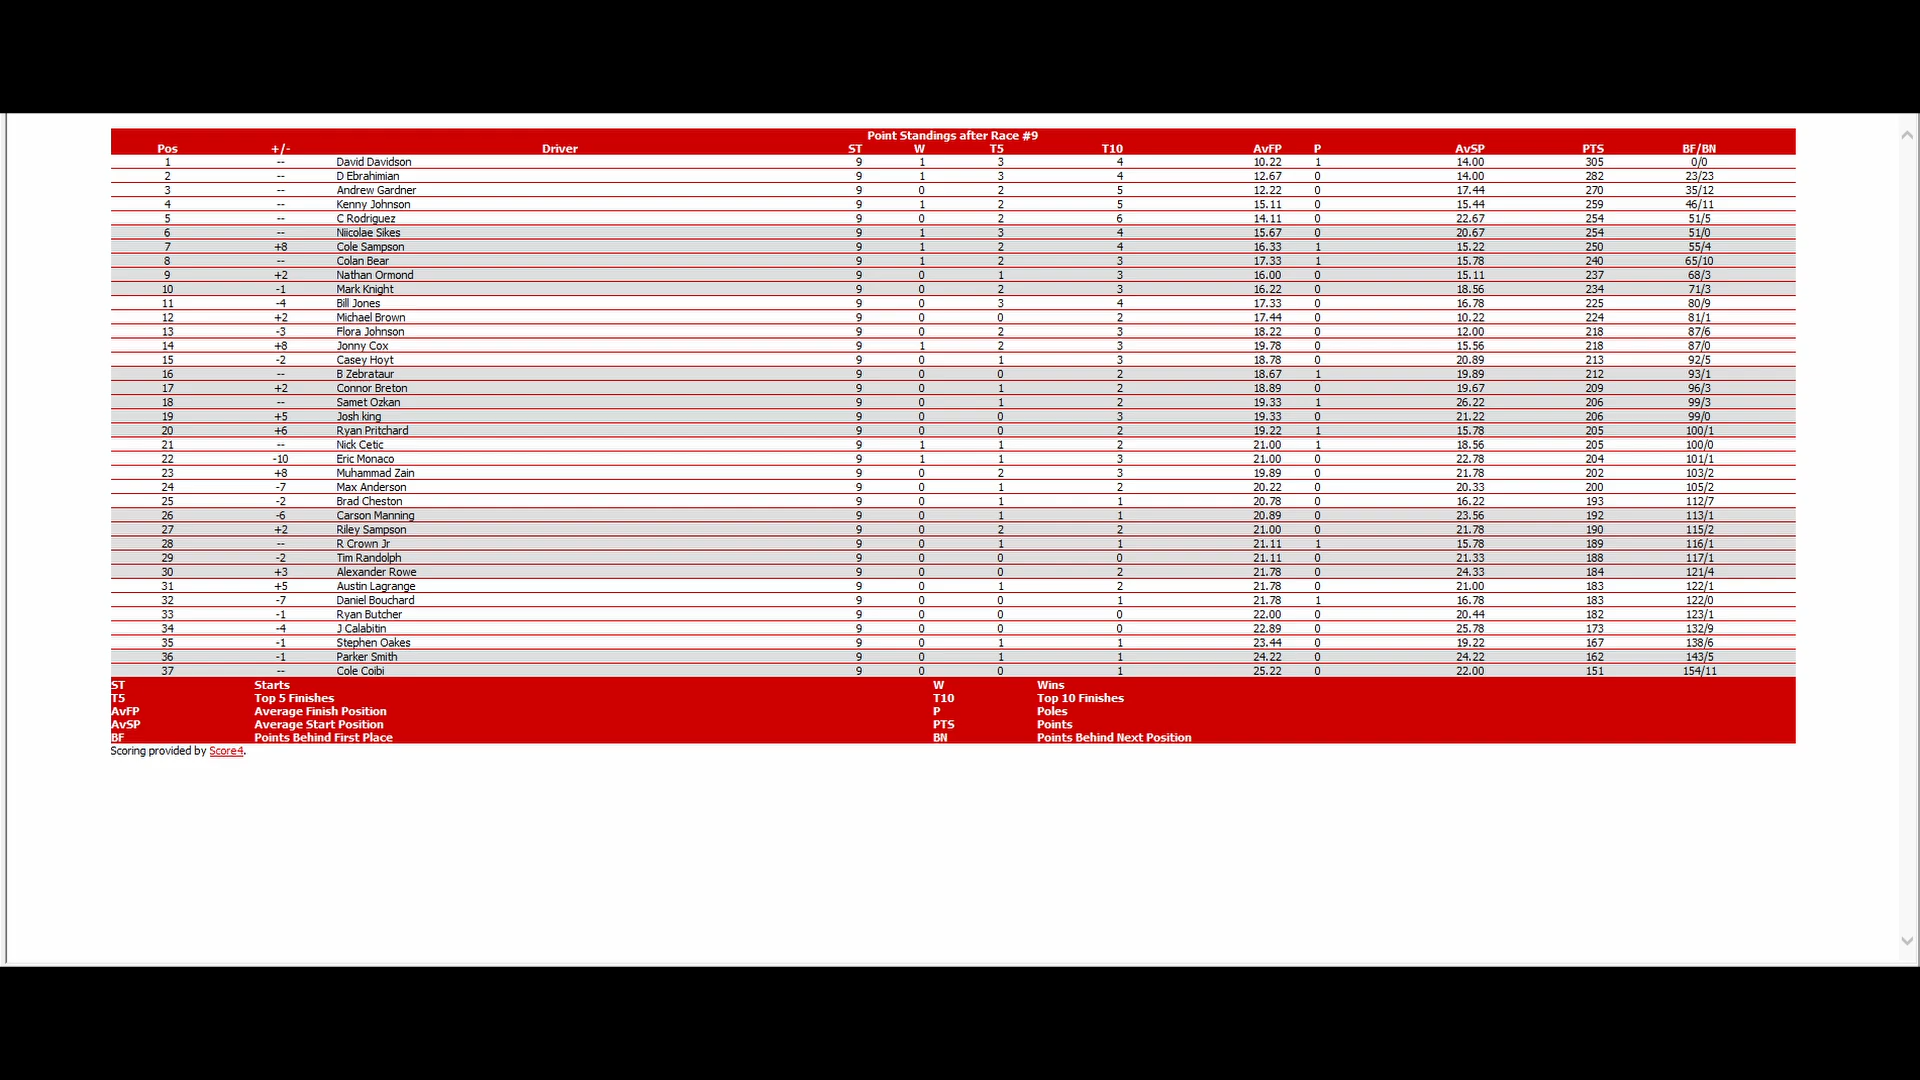 Point Standings after Race #9
Pos +/- Driver ST W T5 T10 AvFP P AvSP PTS BF/BN
1 -- David Davidson 9 1 3 4 10.22 1 14.00 305 0/0
2 -- D Ebrahimian 9 1 3 4 12.67 0 14.00 282 23/23
3 -- Andrew Gardner 9 0 2 5 12.22 0 17.44 270 35/12
4 -- Kenny Johnson 9 1 2 5 15.11 0 15.44 259 46/11
5 -- C Rodriguez 9 0 2 6 14.11 0 22.67 254 51/5
6 -- Niicolae Sikes 9 1 3 4 15.67 0 20.67 254 51/0
7 +8 Cole Sampson 9 1 2 4 16.33 1 15.22 250 55/4
8 -- Colan Bear 9 1 2 3 17.33 1 15.78 240 65/10
9 +2 Nathan Ormond 9 0 1 3 16.00 0 15.11 237 68/3
10 -1 Mark Knight 9 0 2 3 16.22 0 18.56 234 71/3
11 -4 Bill Jones 9 0 3 4 17.33 0 16.78 225 80/9
12 +2 Michael Brown 9 0 0 2 17.44 0 10.22 224 81/1
13 -3 Flora Johnson 9 0 2 3 18.22 0 12.00 218 87/6
14 +8 Jonny Cox 9 1 2 3 19.78 0 15.56 218 87/0
15 -2 Casey Hoyt 9 0 1 3 18.78 0 20.89 213 92/5
16 -- B Zebrataur 9 0 0 2 18.67 1 19.89 212 93/1
17 +2 Connor Breton 9 0 1 2 18.89 0 19.67 209 96/3
18 -- Samet Ozkan 9 0 1 2 19.33 1 26.22 206 99/3
19 +5 Josh king 9 0 0 3 19.33 0 21.22 206 99/0
20 +6 Ryan Pritchard 9 0 0 2 19.22 1 15.78 205 100/1
21 -- Nick Cetic 9 1 1 2 21.00 1 18.56 205 100/0
22 -10 Eric Monaco 9 1 1 3 21.00 0 22.78 204 101/1
23 +8 Muhammad Zain 9 0 2 3 19.89 0 21.78 202 103/2
24 -7 Max Anderson 9 0 1 2 20.22 0 20.33 200 105/2
25 -2 Brad Cheston 9 0 1 1 20.78 0 16.22 193 112/7
26 -6 Carson Manning 9 0 1 1 20.89 0 23.56 192 113/1
27 +2 Riley Sampson 9 0 2 2 21.00 0 21.78 190 115/2
28 -- R Crown Jr 9 0 1 1 21.11 1 15.78 189 116/1
29 -2 Tim Randolph 9 0 0 0 21.11 0 21.33 188 117/1
30 +3 Alexander Rowe 9 0 0 2 21.78 0 24.33 184 121/4
31 +5 Austin Lagrange 9 0 1 2 21.78 0 21.00 183 122/1
32 -7 Daniel Bouchard 9 0 0 1 21.78 1 16.78 183 122/0
33 -1 Ryan Butcher 9 0 0 0 22.00 0 20.44 182 123/1
34 -4 J Calabitin 9 0 0 0 22.89 0 25.78 173 132/9
35 -1 Stephen Oakes 9 0 1 1 23.44 0 19.22 167 138/6
36 -1 Parker Smith 9 0 1 1 24.22 0 24.22 162 143/5
37 -- Cole Coibi 9 0 0 1 25.22 0 22.00 151 154/11
ST Starts W Wins
T5 Top 5 Finishes T10 Top 10 Finishes
AvFP Average Finish Position P Poles
AvSP Average Start Position PTS Points
BF Points Behind First Place BN Points Behind Next Position
Scoring provided by Score4.